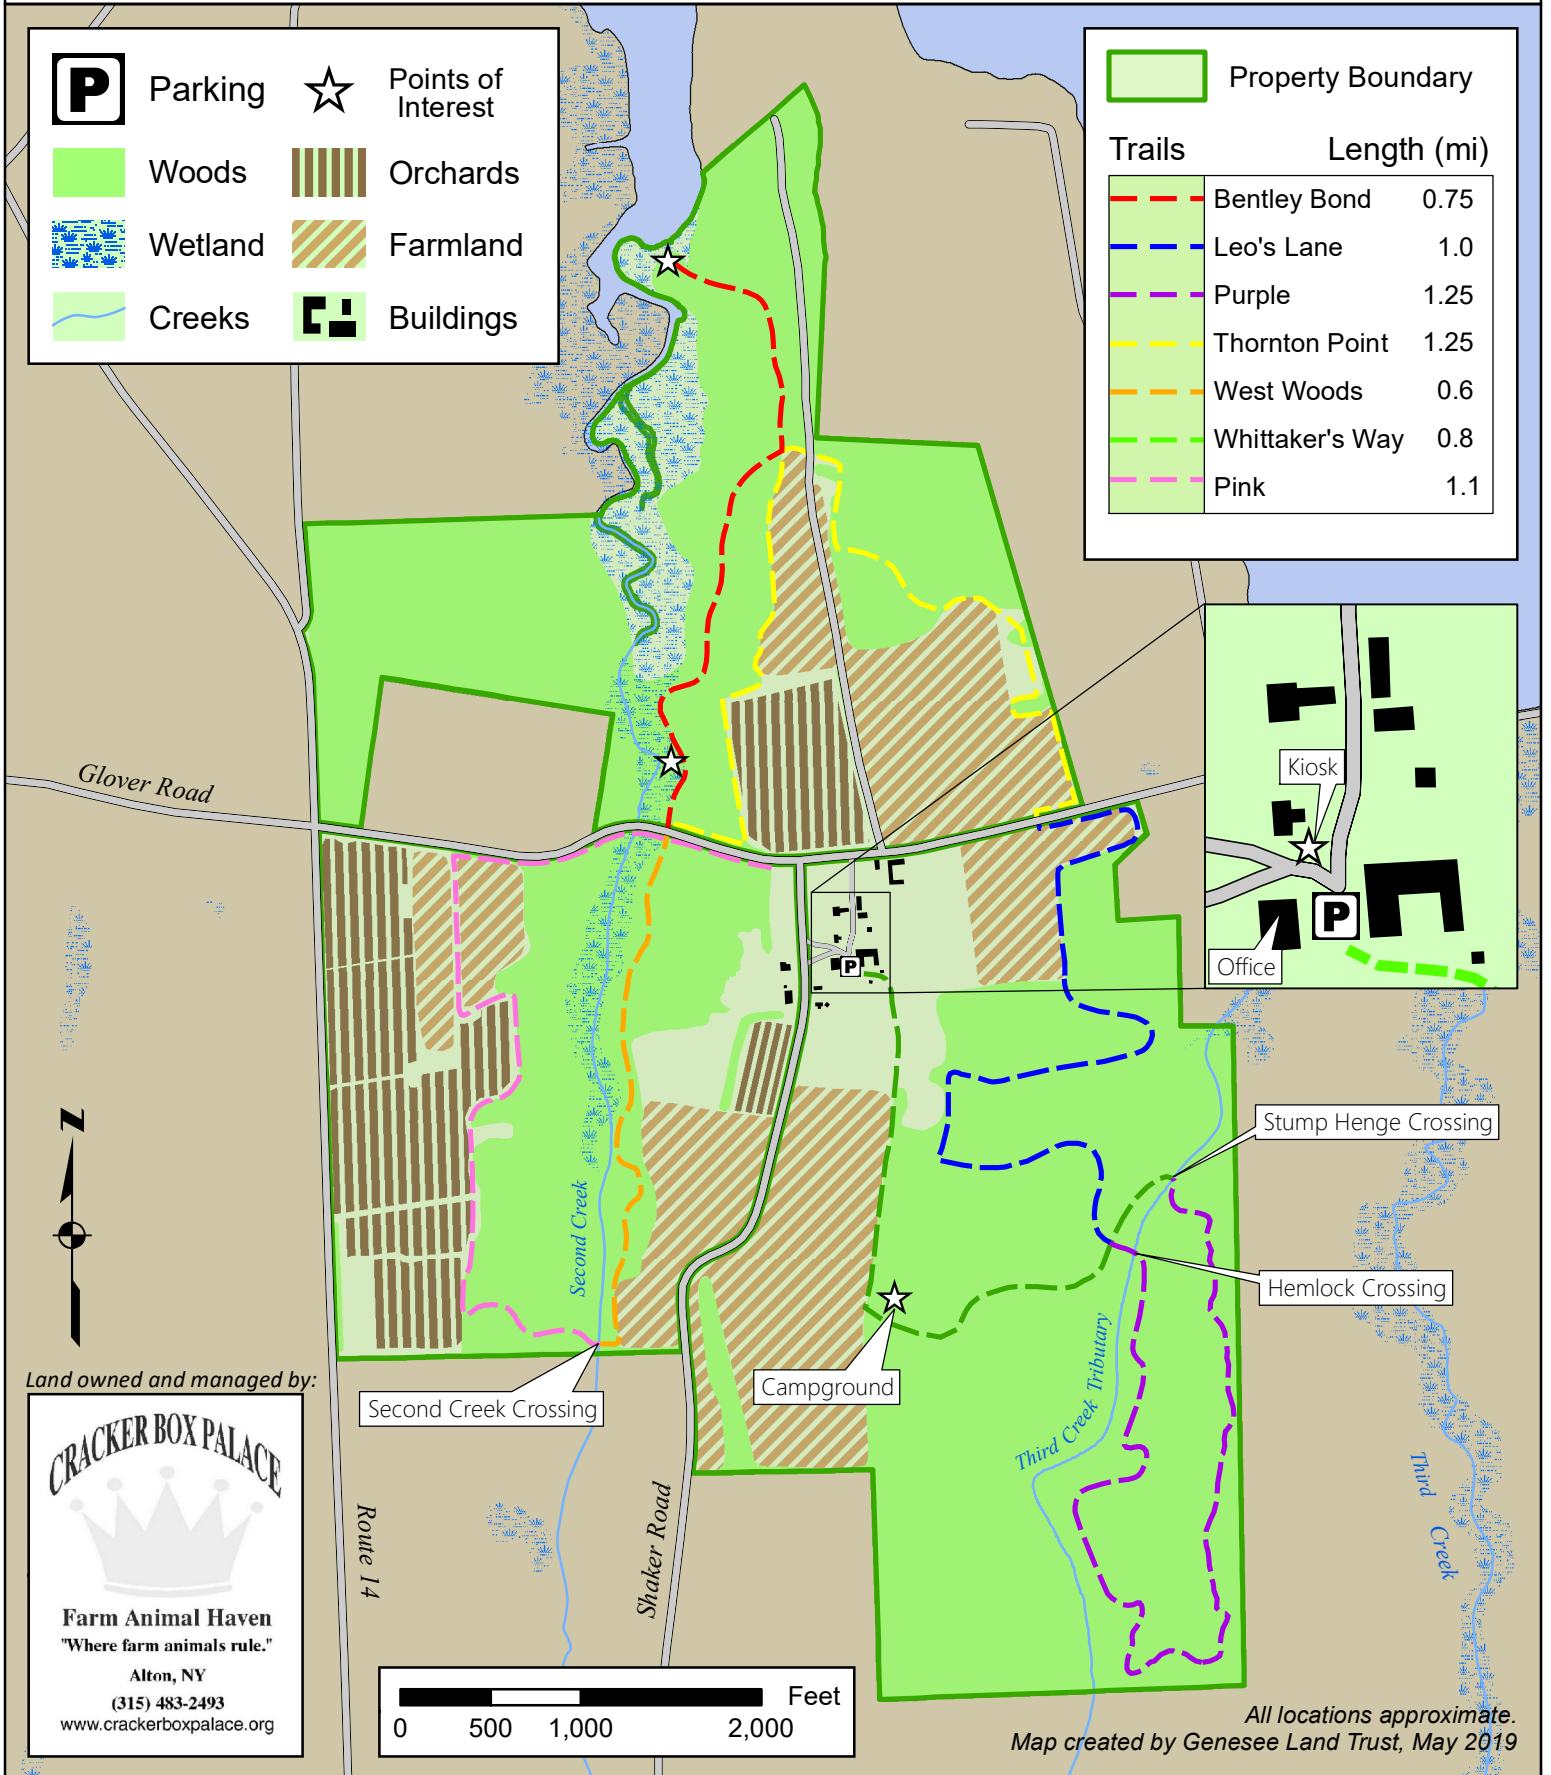 P
Parking
Points of
Interest
Woods
Orchards
Wetland
Farmland
Creeks
Buildings
Property Boundary
Trails Length (mi)
Bentley Bond 0.75
Leo's Lane 1.0
Purple 1.25
Thornton Point 1.25
West Woods 0.6
Whittaker's Way 0.8
Pink 1.1
Glover Road
Kiosk
P
Office
P
Stump Henge Crossing
Hemlock Crossing
Second Creek
Third Creek Tributary
Campground
Second Creek Crossing
Third Creek
Route 14
Shaker Road
N
Land owned and managed by:
CRACKER BOX PALACE
Farm Animal Haven
"Where farm animals rule."
Alton, NY
(315) 483-2493
www.crackerboxpalace.org
Feet
0 500 1,000 2,000
All locations approximate.
Map created by Genesee Land Trust, May 2019